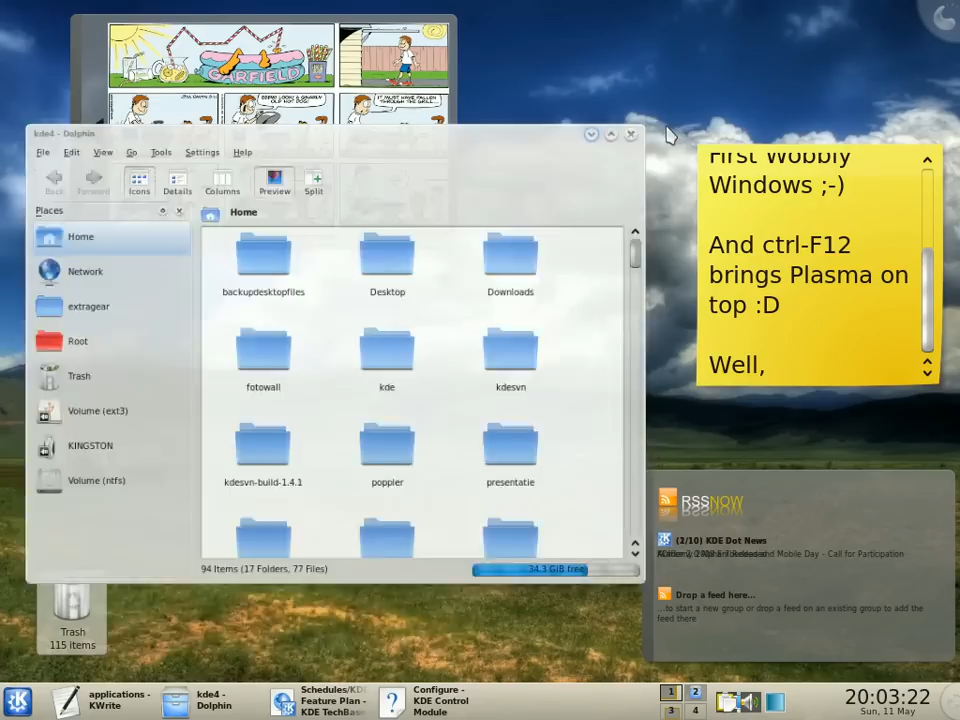 GARFIELD
kde4 - Dolphin
File Edit View Go Tools Settings Help
Back Forward Icons Details Columns Preview Split
Places
Home
Home
Network
extragear
Root
Trash
Volume (ext3)
KINGSTON
Volume (ntfs)
backupdesktopfiles Desktop Downloads
fotowall kde kdesvn
kdesvn-build-1.4.1 poppler presentatie
94 Items (17 Folders, 77 Files)
34.3 GiB free
First Wobbly
Windows ;-)
And ctrl-F12
brings Plasma on
top :D
Well,
RSSNOW
(2/10) KDE Dot News
and Mobile Day - Call for Participation
Drop a feed here...
...to start a new group or drop a feed on an existing group to add the
feed there
Trash
115 items
applications -
KWrite
kde4 -
Dolphin
Schedules/KDE
Feature Plan -
KDE TechBase
Configure -
KDE Control
Module
1 2
3 4
20:03:22
Sun, 11 May